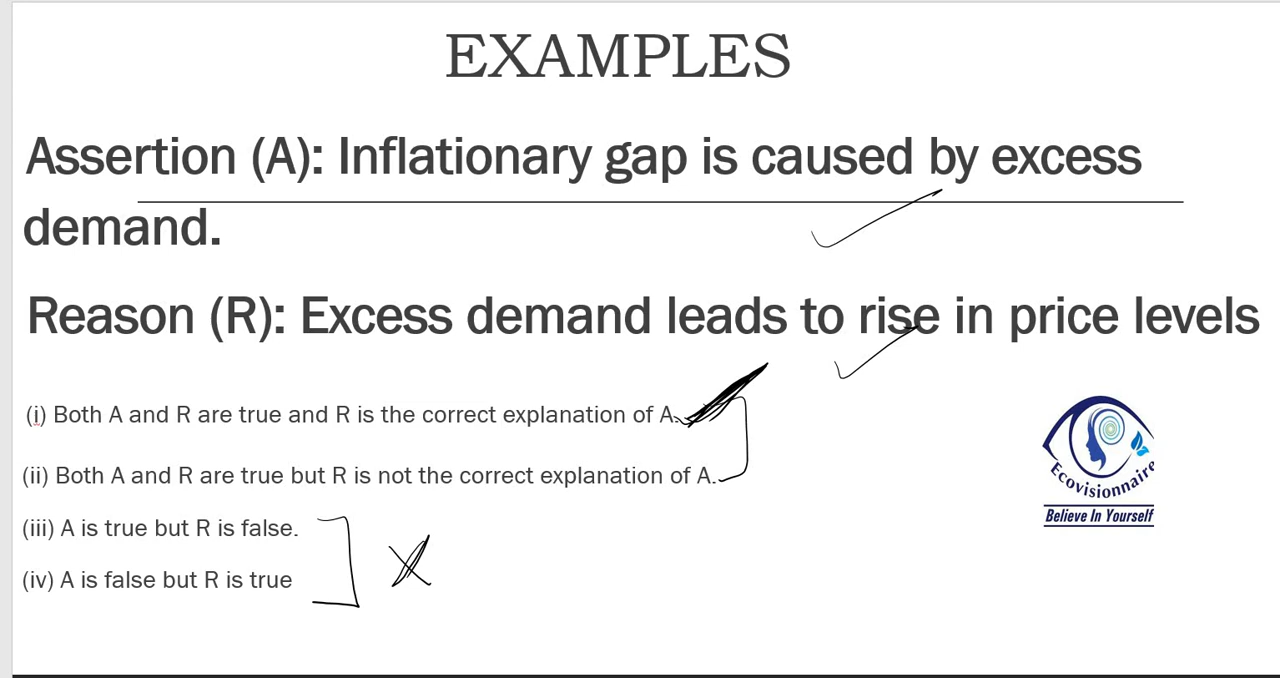 EXAMPLES
Assertion (A): Inflationary gap is caused by excess
demand.
Reason (R): Excess demand leads to rise in price levels
(i) Both A and R are true and R is the correct explanation of A.
(ii) Both A and R are true but R is not the correct explanation of A.
(iii) A is true but R is false.
(iv) A is false but R is true
Ecovisionnaire
Believe In Yourself